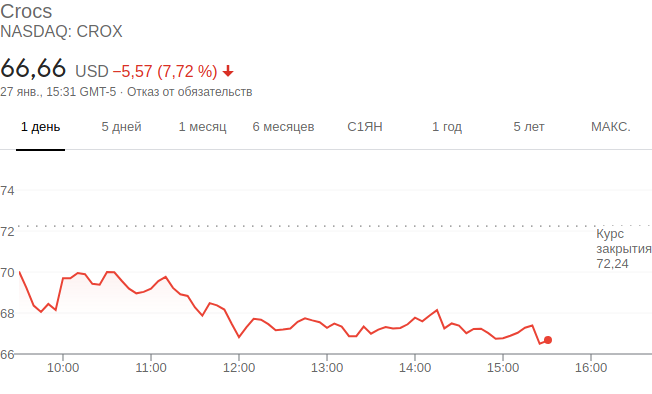 Crocs
NASDAQ: CROX
66,66 USD −5,57 (7,72 %)
27 янв., 15:31 GMT-5 · Отказ от обязательств
1 день 5 дней 1 месяц 6 месяцев С1ЯН 1 год 5 лет МАКС.
74
72
Курс
закрытия
72,24
70
68
66
10:00 11:00 12:00 13:00 14:00 15:00 16:00